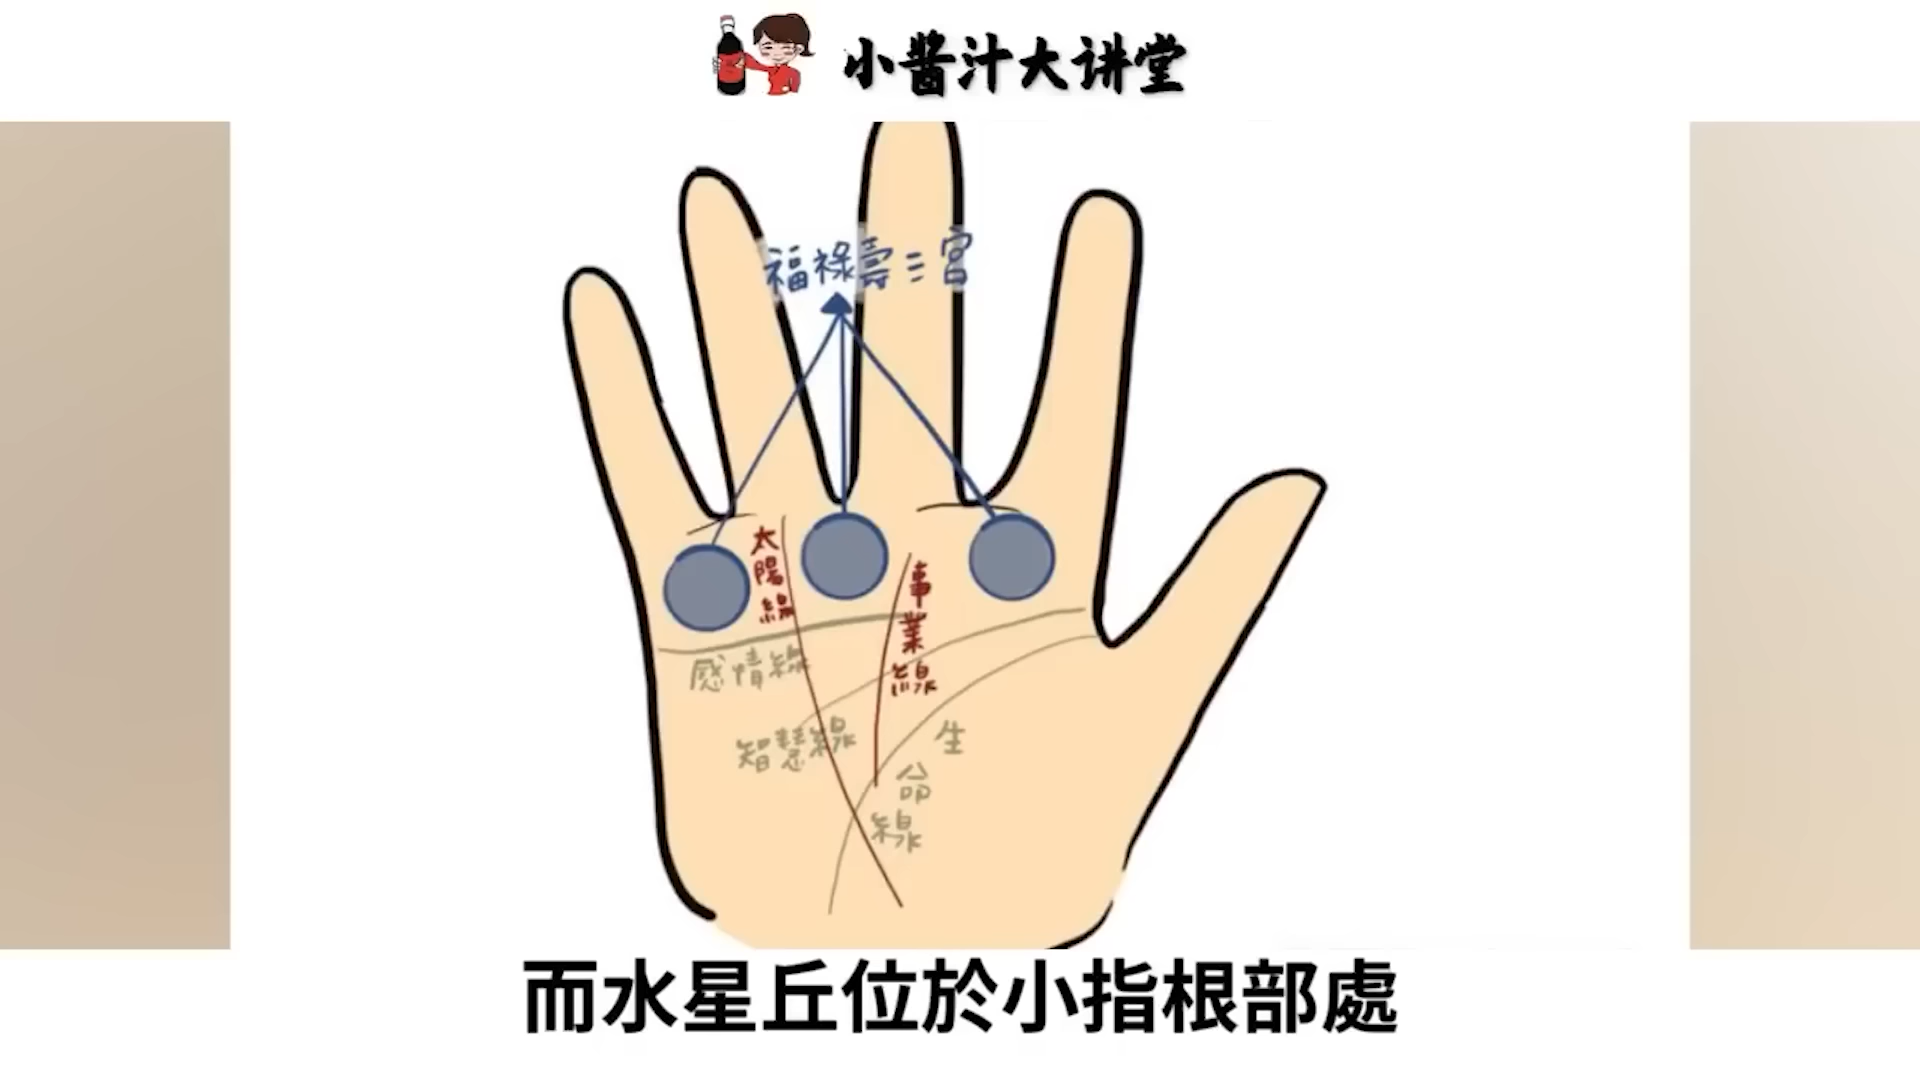 小酱汁大讲堂
福祿壽三宮
太陽線
事業線
感情線
智慧線
生命線
而水星丘位於小指根部處